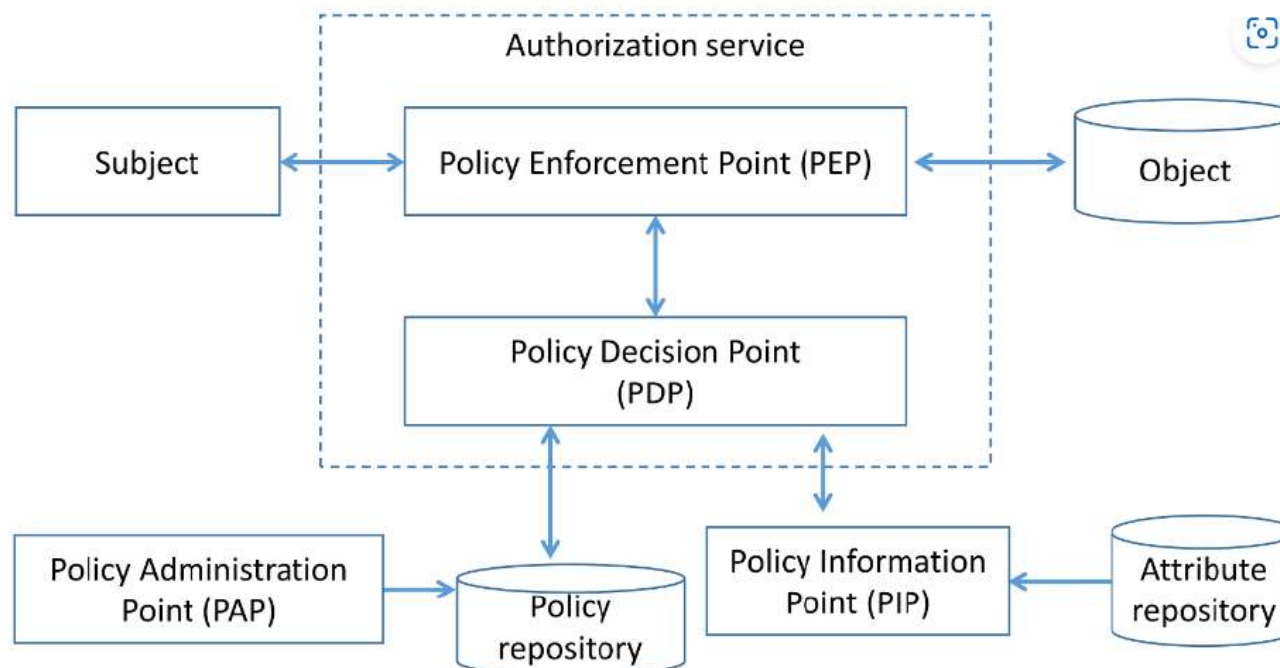 Authorization service
Subject
Policy Enforcement Point (PEP)
Object
Policy Decision Point
(PDP)
Policy Administration
Point (PAP)
Policy
repository
Policy Information
Point (PIP)
Attribute
repository